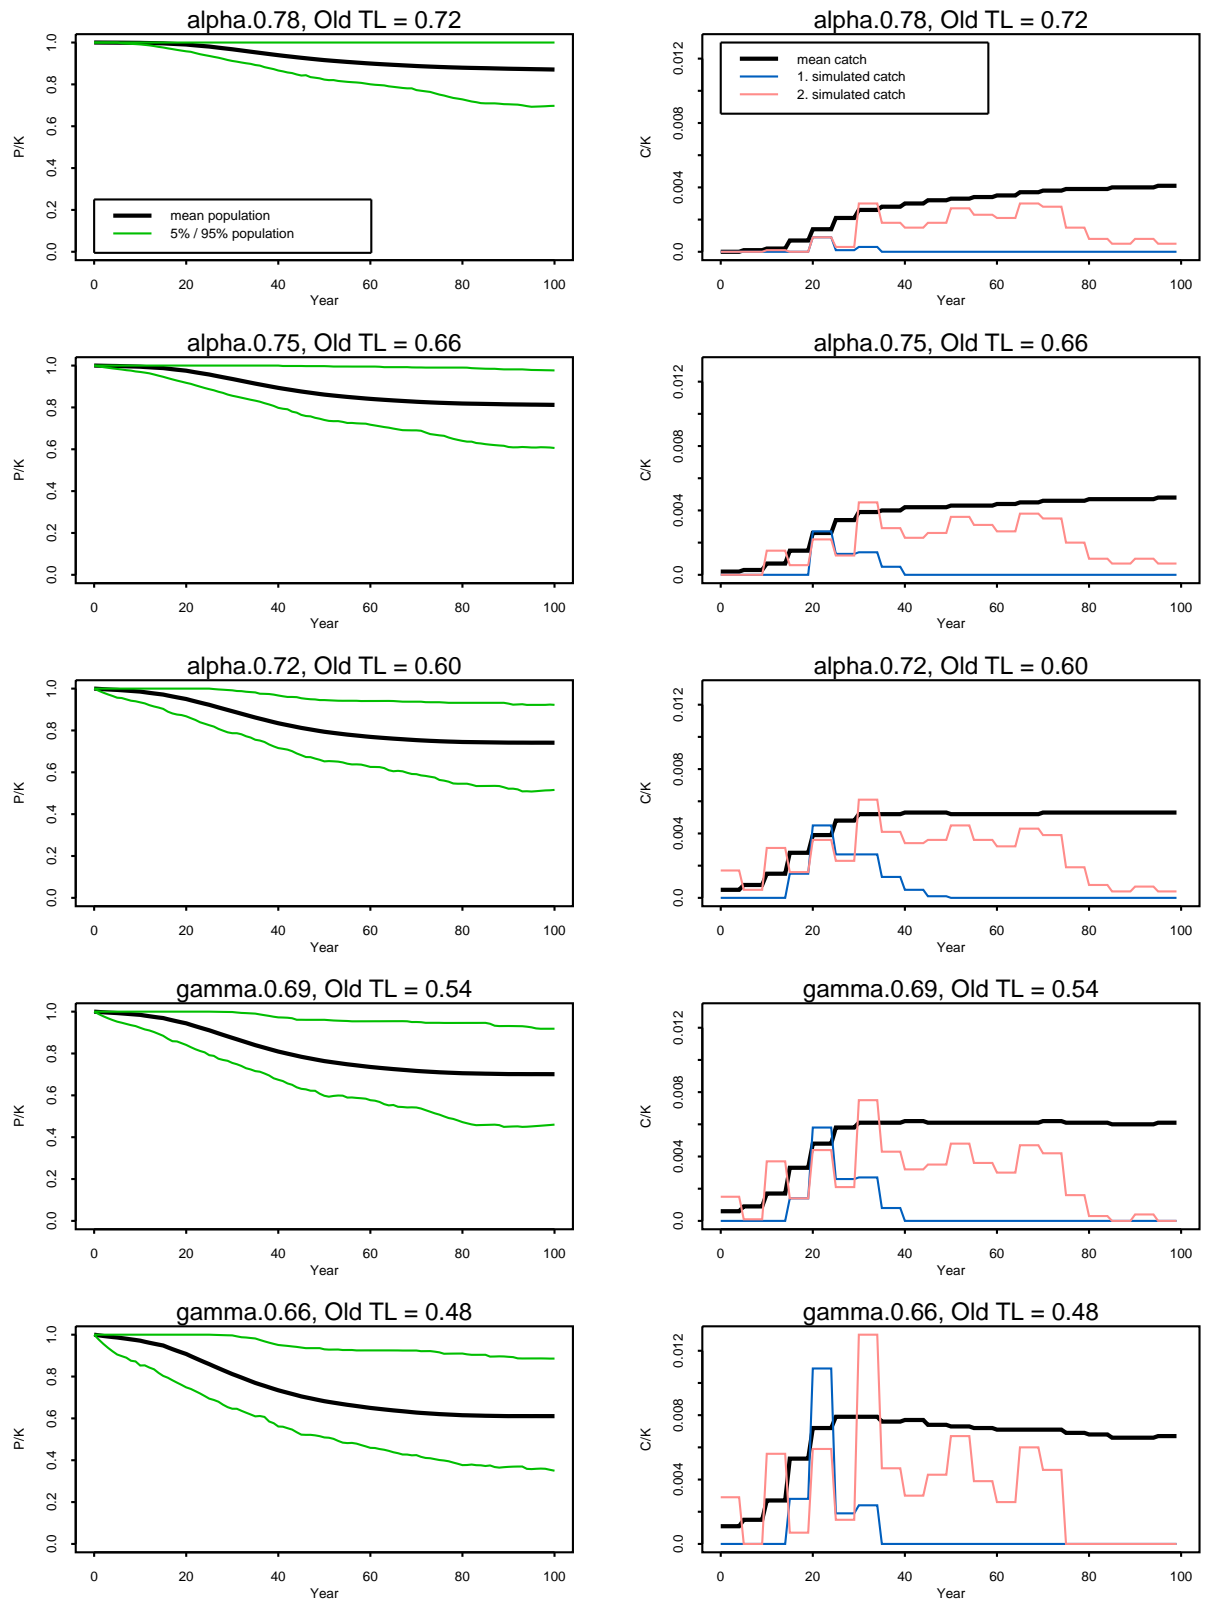 alpha.0.78, Old TL = 0.72
P/K
1.0
0.8
0.6
0.4
0.2
0.0
mean population
5% / 95% population
0 20 40 60 80 100
Year
alpha.0.78, Old TL = 0.72
C/K
0.012
0.008
0.004
0.0
mean catch
1. simulated catch
2. simulated catch
0 20 40 60 80 100
Year
alpha.0.75, Old TL = 0.66
P/K
1.0
0.8
0.6
0.4
0.2
0.0
0 20 40 60 80 100
Year
alpha.0.75, Old TL = 0.66
C/K
0.012
0.008
0.004
0.0
0 20 40 60 80 100
Year
alpha.0.72, Old TL = 0.60
P/K
1.0
0.8
0.6
0.4
0.2
0.0
0 20 40 60 80 100
Year
alpha.0.72, Old TL = 0.60
C/K
0.012
0.008
0.004
0.0
0 20 40 60 80 100
Year
gamma.0.69, Old TL = 0.54
P/K
1.0
0.8
0.6
0.4
0.2
0.0
0 20 40 60 80 100
Year
gamma.0.69, Old TL = 0.54
C/K
0.012
0.008
0.004
0.0
0 20 40 60 80 100
Year
gamma.0.66, Old TL = 0.48
P/K
1.0
0.8
0.6
0.4
0.2
0.0
0 20 40 60 80 100
Year
gamma.0.66, Old TL = 0.48
C/K
0.012
0.008
0.004
0.0
0 20 40 60 80 100
Year